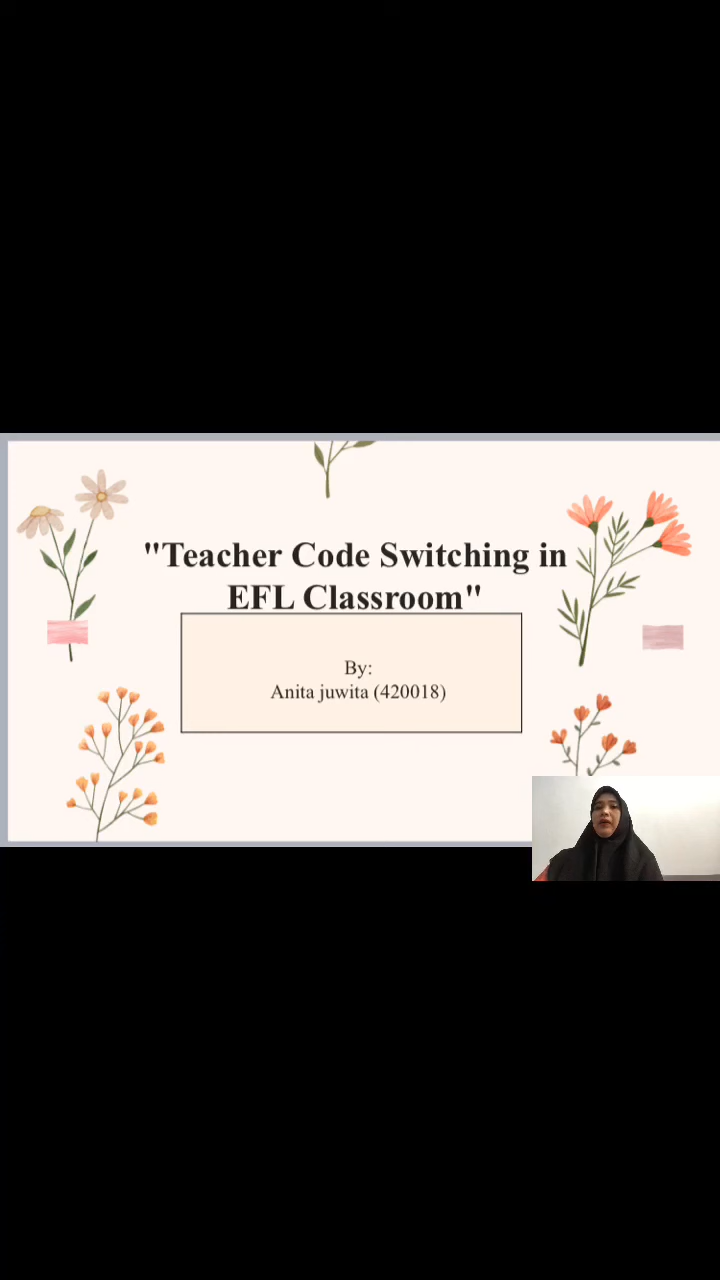 "Teacher Code Switching in
EFL Classroom"
By:
Anita juwita (420018)